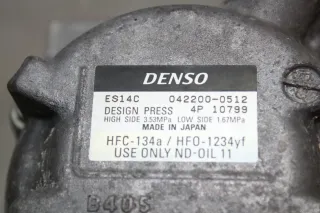 DENSO
ES14C 042200-0512
DESIGN PRESS 4P 10799
HIGH SIDE 3.53MPa LOW SIDE 1.67MPa
MADE IN JAPAN
HFC-134a / HFO-1234yf
USE ONLY ND-OIL 11
B40S